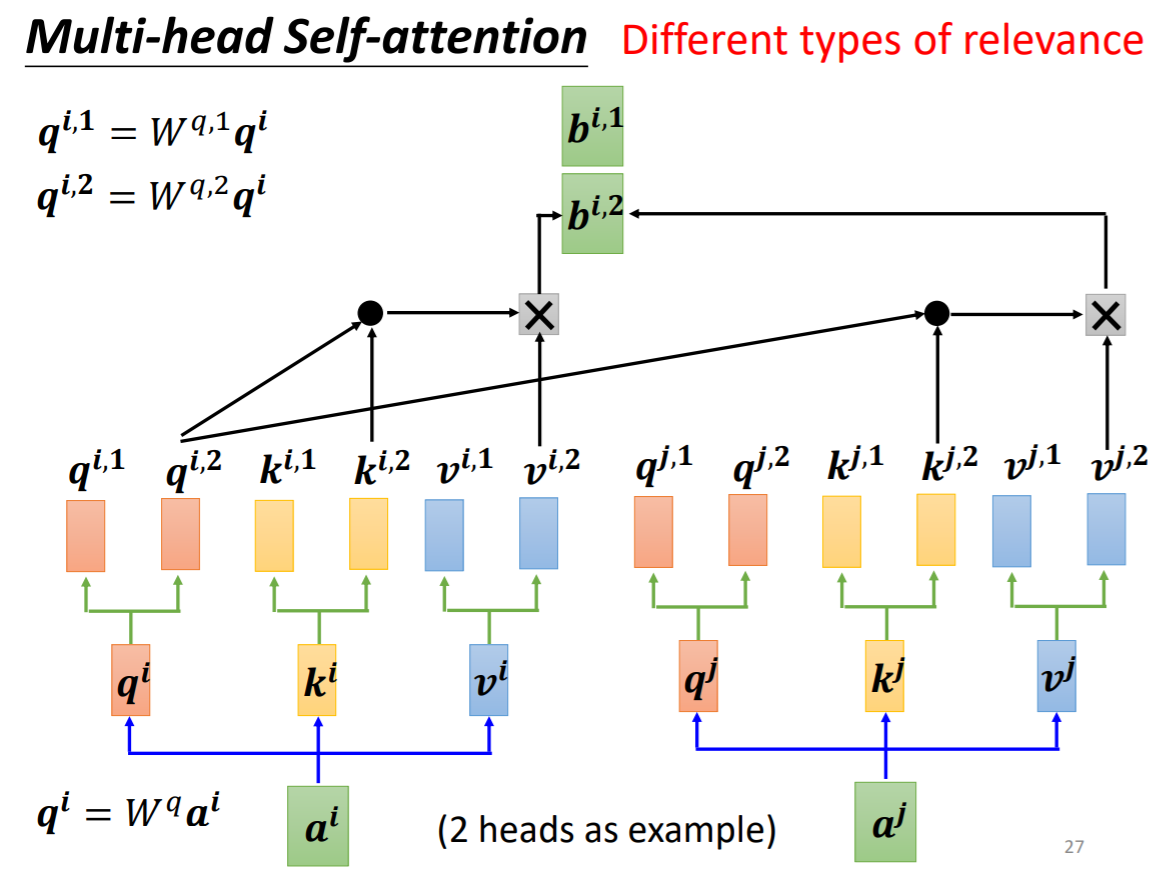 Multi-head Self-attention Different types of relevance
q^{i,1} = W^{q,1}q^i
q^{i,2} = W^{q,2}q^i
b^{i,1}
b^{i,2}
q^{i,1} q^{i,2} k^{i,1} k^{i,2} v^{i,1} v^{i,2} q^{j,1} q^{j,2} k^{j,1} k^{j,2} v^{j,1} v^{j,2}
q^i k^i v^i q^j k^j v^j
q^i = W^q a^i
a^i (2 heads as example) a^j
27